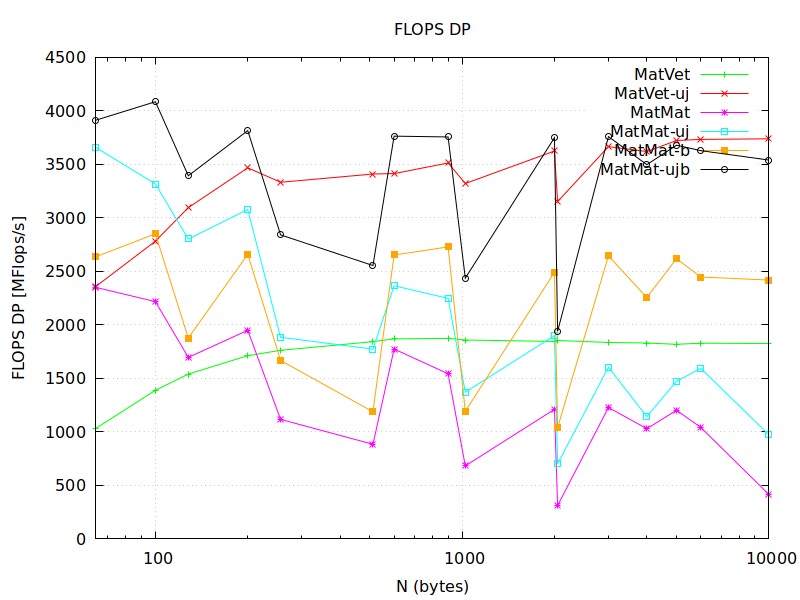 FLOPS DP
4500
4000
3500
3000
2500
2000
1500
1000
500
0
FLOPS DP [MFlops/s]
MatVet
MatVet-uj
MatMat
MatMat-uj
MatMat-b
MatMat-ujb
100
1000
10000
N (bytes)